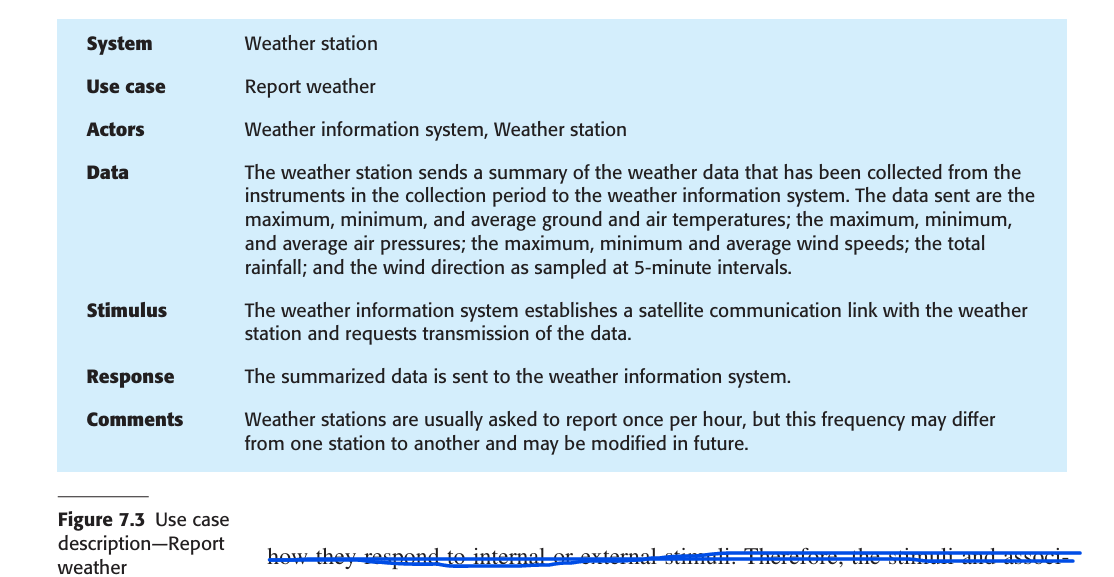 System Weather station
Use case Report weather
Actors Weather information system, Weather station
Data The weather station sends a summary of the weather data that has been collected from the
instruments in the collection period to the weather information system. The data sent are the
maximum, minimum, and average ground and air temperatures; the maximum, minimum,
and average air pressures; the maximum, minimum and average wind speeds; the total
rainfall; and the wind direction as sampled at 5-minute intervals.
Stimulus The weather information system establishes a satellite communication link with the weather
station and requests transmission of the data.
Response The summarized data is sent to the weather information system.
Comments Weather stations are usually asked to report once per hour, but this frequency may differ
from one station to another and may be modified in future.
Figure 7.3 Use case
description—Report
weather
how they respond to internal or external stimuli. Therefore, the stimuli and associ-